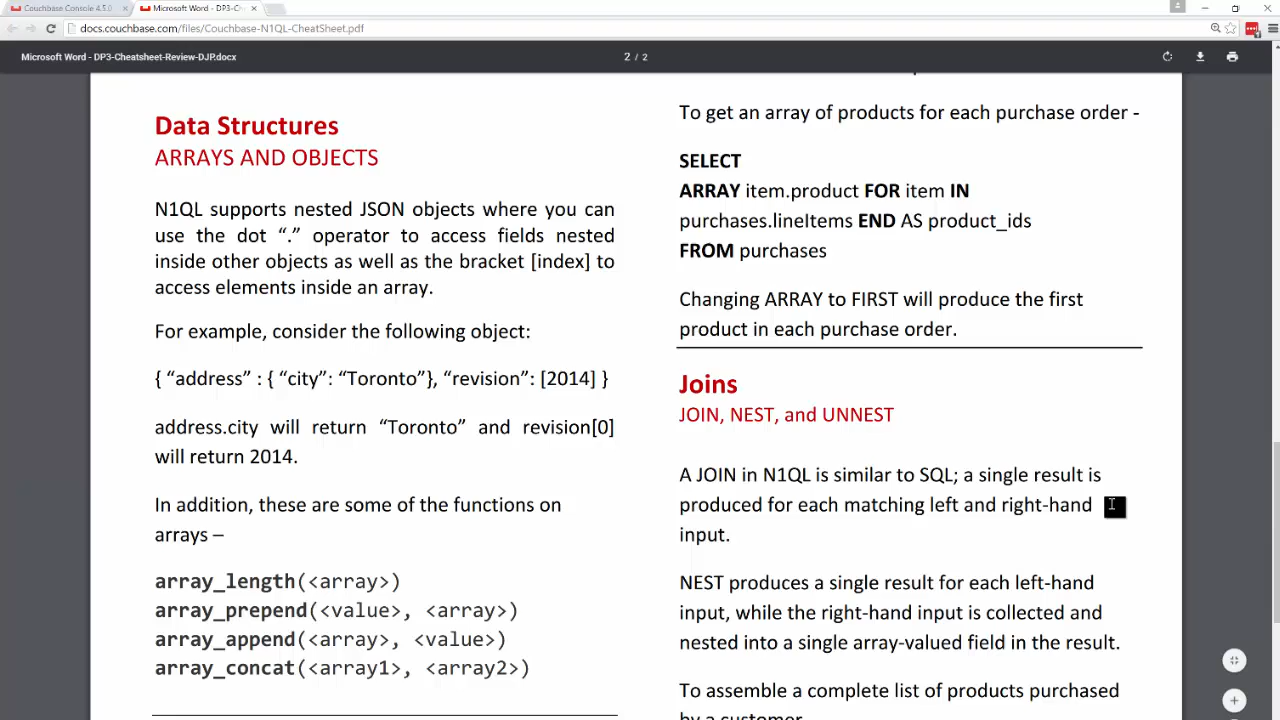 Couchbase Console 4.5.0
Microsoft Word - DP3-Ch
docs.couchbase.com/files/Couchbase-N1QL-CheatSheet.pdf
Microsoft Word - DP3-Cheatsheet-Review-DJP.docx
2 / 2
Data Structures
ARRAYS AND OBJECTS
N1QL supports nested JSON objects where you can
use the dot “.” operator to access fields nested
inside other objects as well as the bracket [index] to
access elements inside an array.
For example, consider the following object:
{ “address” : { “city”: “Toronto”}, “revision”: [2014] }
address.city will return “Toronto” and revision[0]
will return 2014.
In addition, these are some of the functions on
arrays –
array_length(<array>)
array_prepend(<value>, <array>)
array_append(<array>, <value>)
array_concat(<array1>, <array2>)
To get an array of products for each purchase order -
SELECT
ARRAY item.product FOR item IN
purchases.lineItems END AS product_ids
FROM purchases
Changing ARRAY to FIRST will produce the first
product in each purchase order.
Joins
JOIN, NEST, and UNNEST
A JOIN in N1QL is similar to SQL; a single result is
produced for each matching left and right-hand
input.
NEST produces a single result for each left-hand
input, while the right-hand input is collected and
nested into a single array-valued field in the result.
To assemble a complete list of products purchased
by a customer